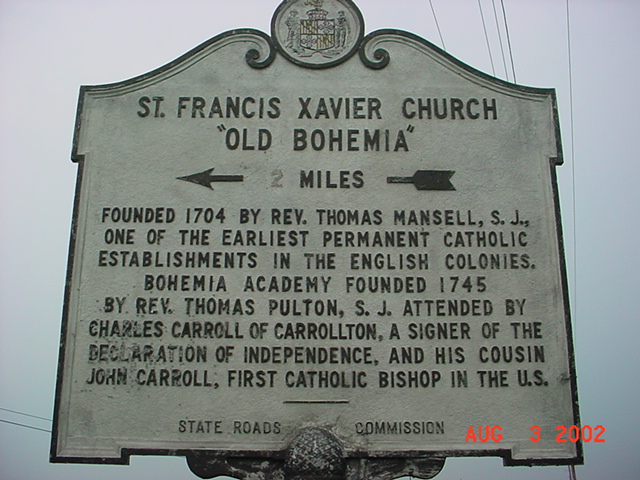 ST. FRANCIS XAVIER CHURCH
"OLD BOHEMIA"
2 MILES
FOUNDED 1704 BY REV. THOMAS MANSELL, S. J.,
ONE OF THE EARLIEST PERMANENT CATHOLIC
ESTABLISHMENTS IN THE ENGLISH COLONIES.
BOHEMIA ACADEMY FOUNDED 1745
BY REV. THOMAS PULTON, S. J. ATTENDED BY
CHARLES CARROLL OF CARROLLTON, A SIGNER OF THE
DECLARATION OF INDEPENDENCE, AND HIS COUSIN
JOHN CARROLL, FIRST CATHOLIC BISHOP IN THE U.S.
STATE ROADS COMMISSION
AUG 3 2002